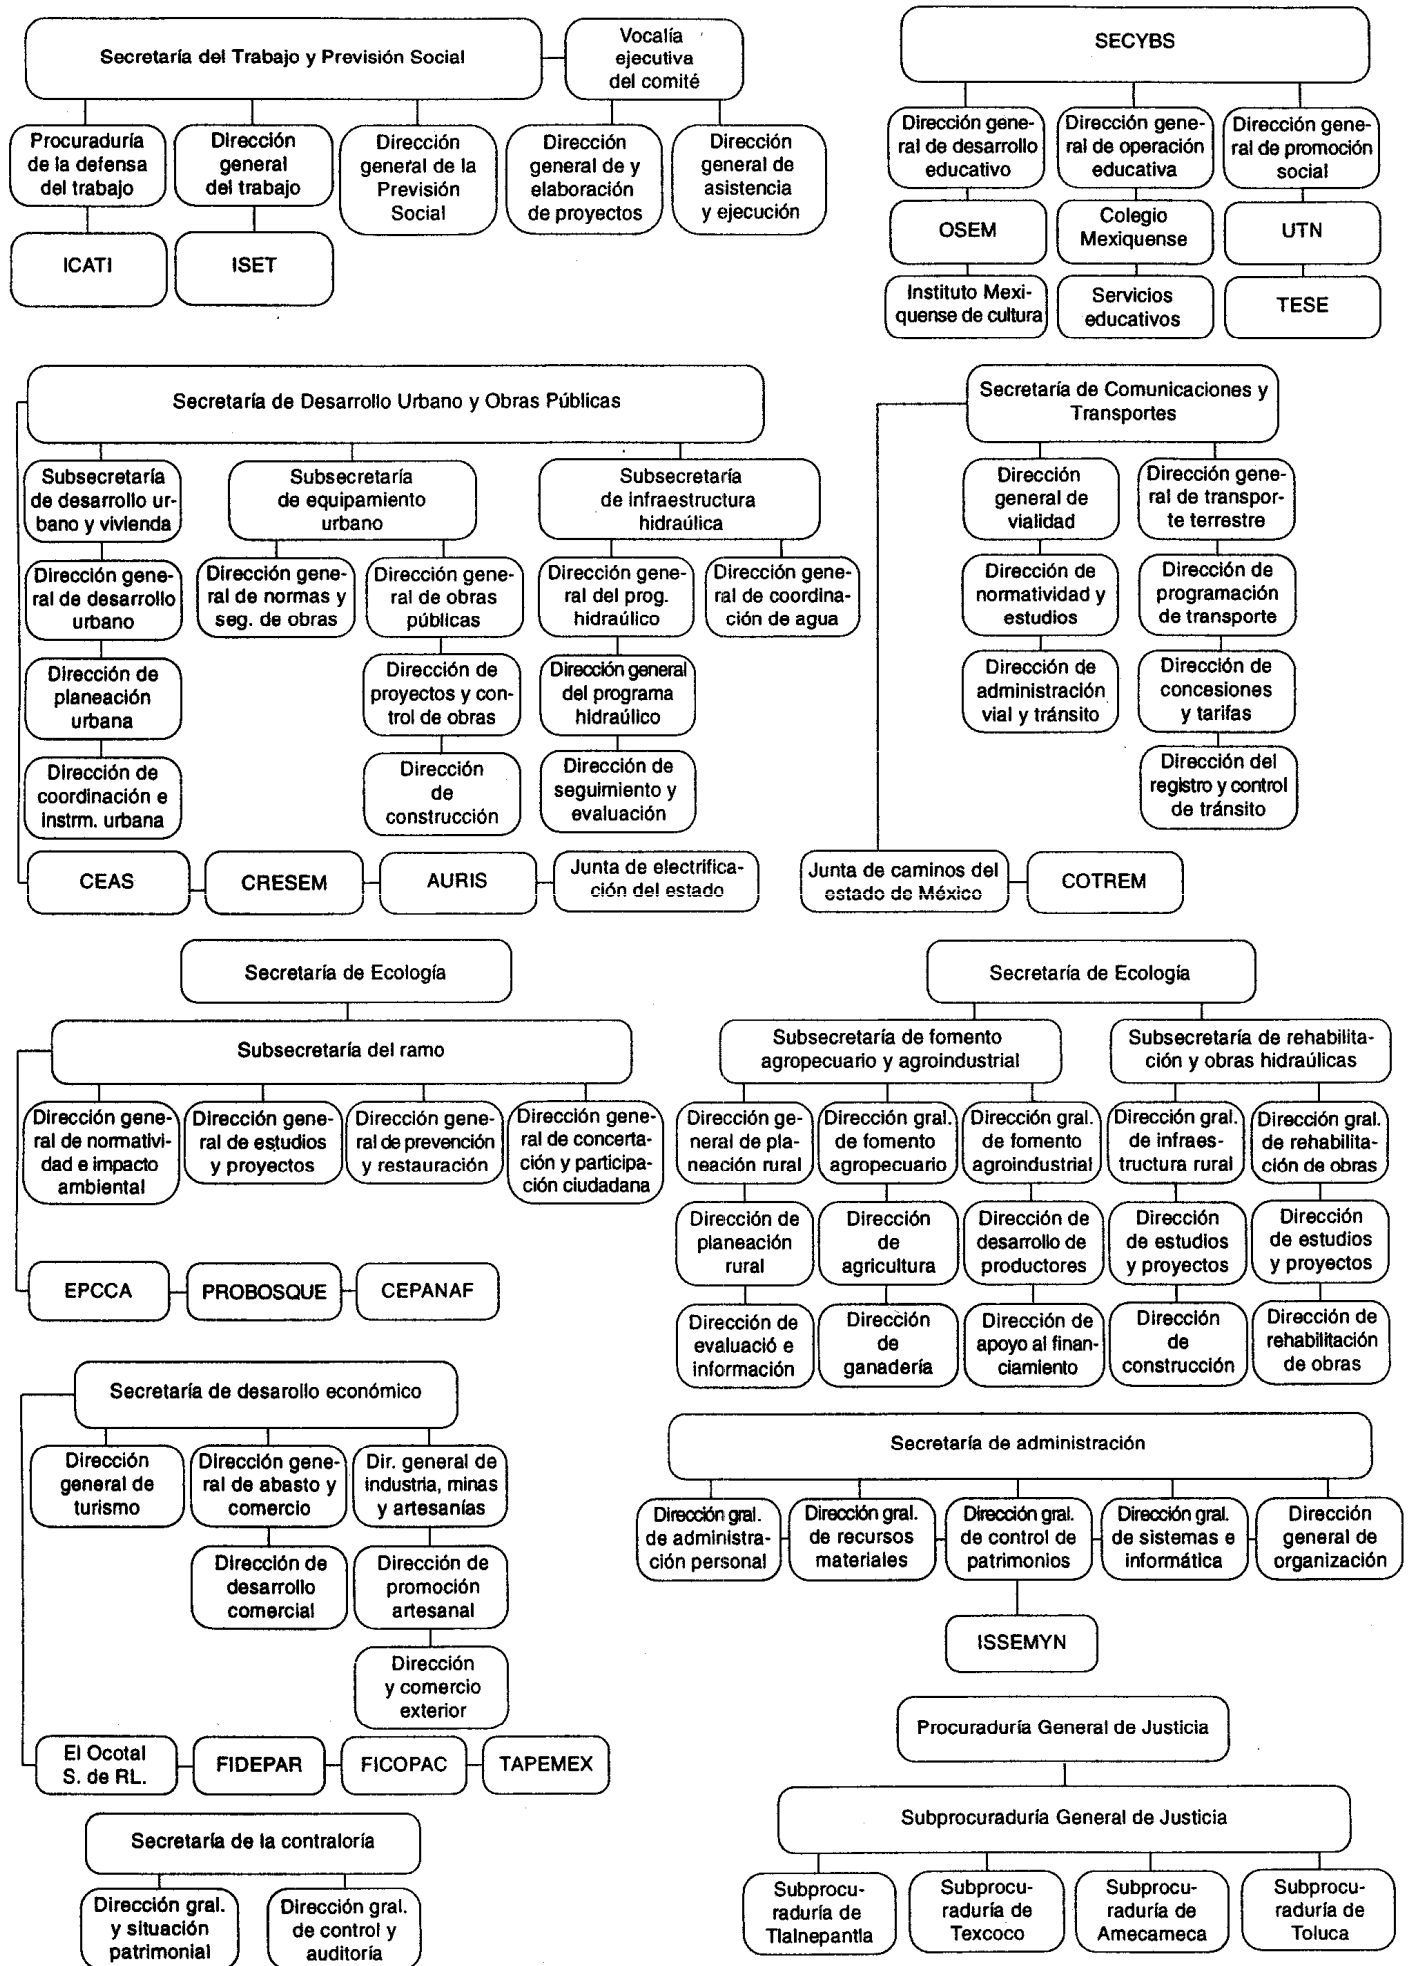 Secretaría del Trabajo y Previsión Social
Vocalía
ejecutiva
del comité
Procuraduría
de la defensa
del trabajo
Dirección
general
del trabajo
Dirección
general de la
Previsión
Social
Dirección
general de y
elaboración
de proyectos
Dirección
general de
asistencia
y ejecución
ICATI
ISET
SECYBS
Dirección gene-
ral de desarrollo
educativo
Dirección gene-
ral de operación
educativa
Dirección gene-
ral de promoción
social
OSEM
Colegio
Mexiquense
UTN
Instituto Mexi-
quense de cultura
Servicios
educativos
TESE
Secretaría de Desarrollo Urbano y Obras Públicas
Subsecretaría
de desarrollo ur-
bano y vivienda
Subsecretaría
de equipamiento
urbano
Subsecretaría
de infraestructura
hidraúlica
Dirección gene-
ral de desarrollo
urbano
Dirección gene-
ral de normas y
seg. de obras
Dirección gene-
ral de obras
públicas
Dirección gene-
ral del prog.
hidraúlico
Dirección gene-
ral de coordina-
ción de agua
Dirección de
planeación
urbana
Dirección de
proyectos y con-
trol de obras
Dirección general
del programa
hidraúlico
Dirección de
coordinación e
instrm. urbana
Dirección
de
construcción
Dirección de
seguimiento y
evaluación
CEAS
CRESEM
AURIS
Junta de electrifica-
ción del estado
Secretaría de Comunicaciones y
Transportes
Dirección
general de
vialidad
Dirección gene-
ral de transpor-
te terrestre
Dirección de
normatividad y
estudios
Dirección de
programación
de transporte
Dirección de
administración
vial y tránsito
Dirección de
concesiones
y tarifas
Dirección del
registro y control
de tránsito
Junta de caminos del
estado de México
COTREM
Secretaría de Ecología
Subsecretaría del ramo
Dirección gene-
ral de normativi-
dad e impacto
ambiental
Dirección gene-
ral de estudios
y proyectos
Dirección gene-
ral de prevención
y restauración
Dirección gene-
ral de concerta-
ción y participa-
ción ciudadana
EPCCA
PROBOSQUE
CEPANAF
Secretaría de Ecología
Subsecretaría de fomento
agropecuario y agroindustrial
Subsecretaría de rehabilita-
ción y obras hidraúlicas
Dirección ge-
neral de pla-
neación rural
Dirección gral.
de fomento
agropecuario
Dirección gral.
de fomento
agroindustrial
Dirección gral.
de infraes-
tructura rural
Dirección gral.
de rehabilita-
ción de obras
Dirección de
planeación
rural
Dirección
de
agricultura
Dirección de
desarrollo de
productores
Dirección
de estudios
y proyectos
Dirección
de estudios
y proyectos
Dirección de
evaluació e
información
Dirección
de
ganadería
Dirección de
apoyo al finan-
ciamiento
Dirección
de
construcción
Dirección de
rehabilitación
de obras
Secretaría de desarollo económico
Dirección
general de
turismo
Dirección gene-
ral de abasto y
comercio
Dir. general de
industria, minas
y artesanías
Dirección de
desarrollo
comercial
Dirección de
promoción
artesanal
Dirección
y comercio
exterior
El Ocotal
S. de RL.
FIDEPAR
FICOPAC
TAPEMEX
Secretaría de administración
Dirección gral.
de administra-
ción personal
Dirección gral.
de recursos
materiales
Dirección gral.
de control de
patrimonios
Dirección gral.
de sistemas e
informática
Dirección
general de
organización
ISSEMYN
Procuraduría General de Justicia
Subprocuraduría General de Justicia
Subprocu-
raduría de
Tlalnepantla
Subprocu-
raduría de
Texcoco
Subprocu-
raduría de
Amecameca
Subprocu-
raduría de
Toluca
Secretaría de la contraloría
Dirección gral.
y situación
patrimonial
Dirección gral.
de control y
auditoría